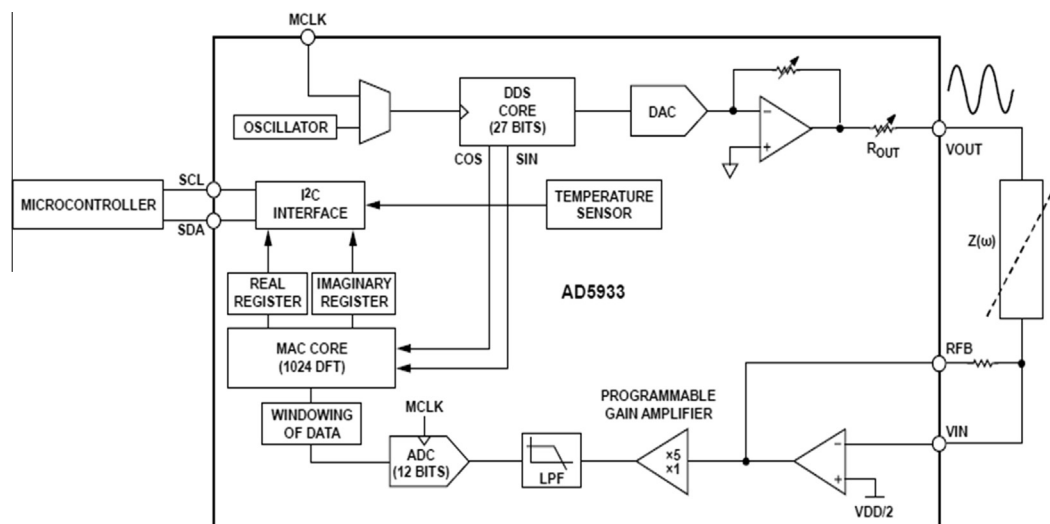 MCLK
OSCILLATOR
DDS
CORE
(27 BITS)
DAC
−
+
R_OUT
VOUT
COS
SIN
MICROCONTROLLER
SCL
SDA
I²C
INTERFACE
TEMPERATURE
SENSOR
Z(ω)
REAL
REGISTER
IMAGINARY
REGISTER
AD5933
MAC CORE
(1024 DFT)
RFB
WINDOWING
OF DATA
MCLK
ADC
(12 BITS)
LPF
PROGRAMMABLE
GAIN AMPLIFIER
×5
×1
−
+
VIN
VDD/2